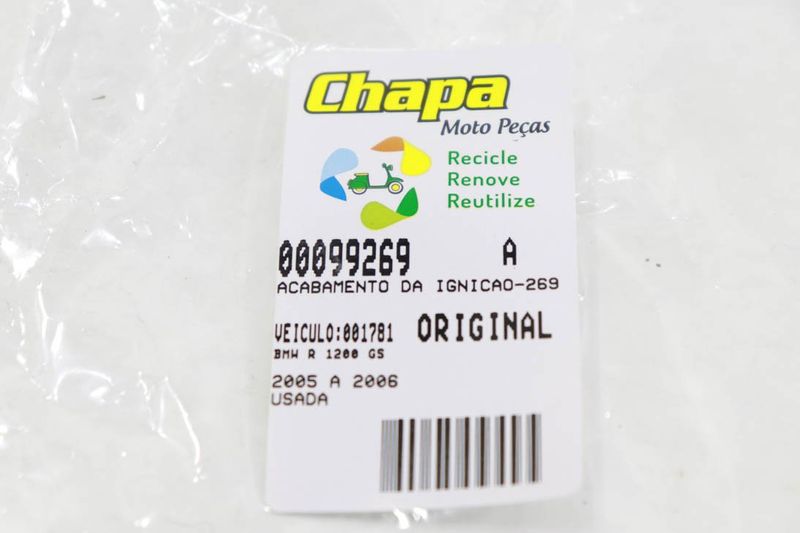 Chapa
Moto Peças
Recicle
Renove
Reutilize
00099269 A
ACABAMENTO DA IGNICAO-269
VEICULO:001781 ORIGINAL
BMW R 1200 GS
2005 A 2006
USADA